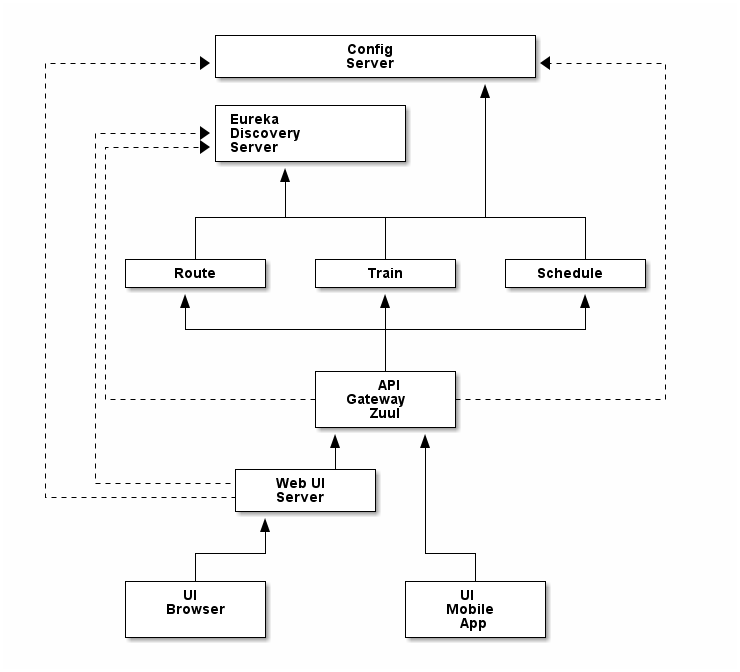 Config
Server
Eureka
Discovery
Server
Route
Train
Schedule
API
Gateway
Zuul
Web UI
Server
UI
Browser
UI
Mobile
App